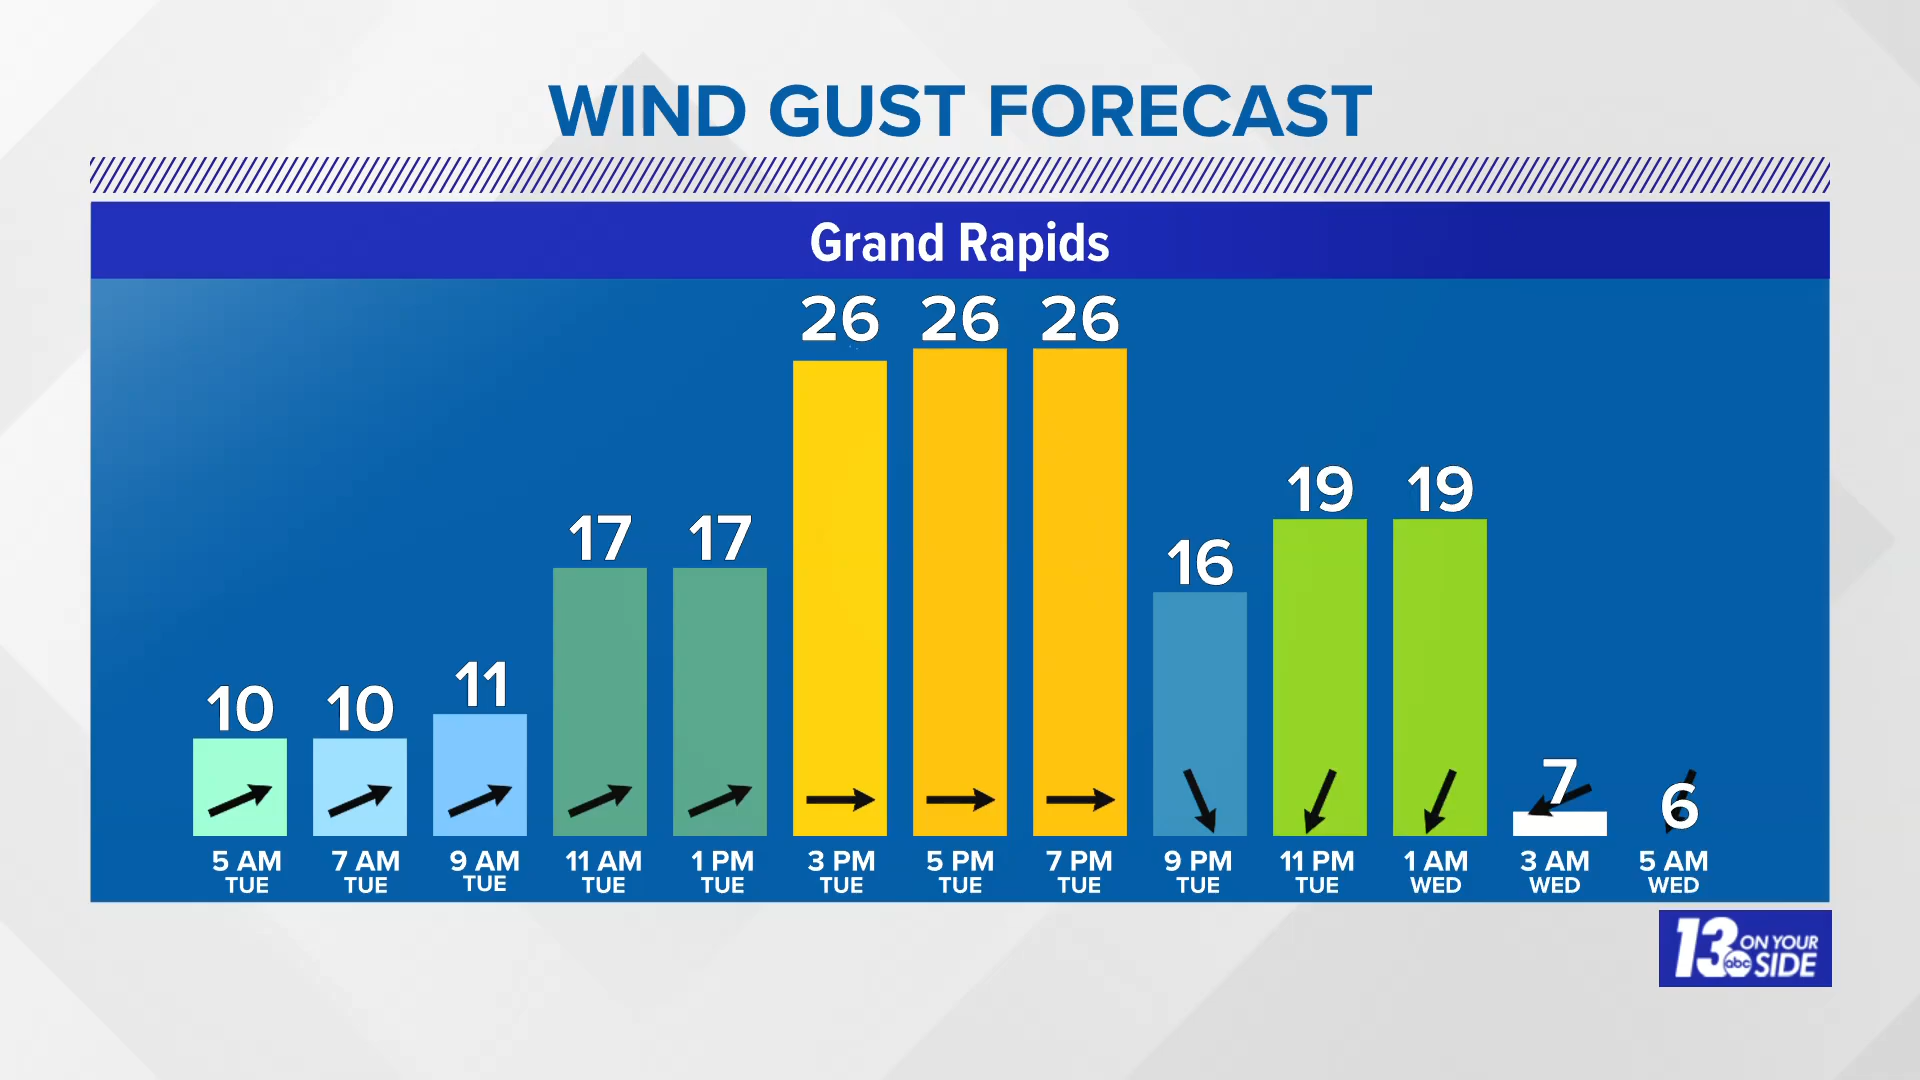 WIND GUST FORECAST
Grand Rapids
26 26 26
19 19
17 17
16
11
10 10
7
6
5 AM 7 AM 9 AM 11 AM 1 PM 3 PM 5 PM 7 PM 9 PM 11 PM 1 AM 3 AM 5 AM
TUE TUE TUE TUE TUE TUE TUE TUE TUE TUE WED WED WED
13 ON YOUR
abc SIDE